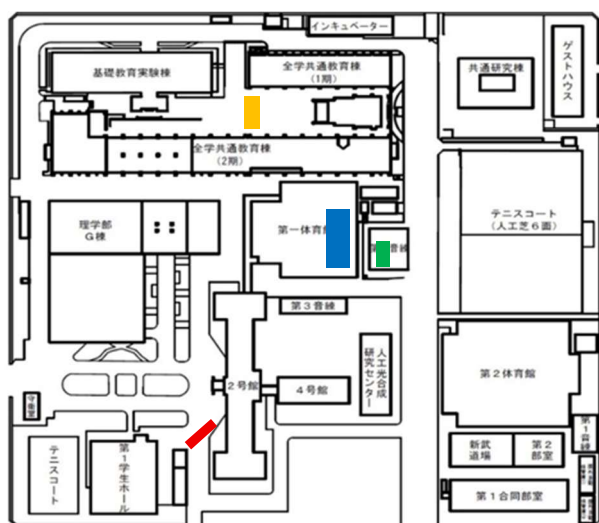 インキュベーター
基礎教育実験棟
全学共通教育棟
(1期)
共通研究棟
ゲストハウス
全学共通教育棟
(2期)
理学部
G棟
第一体育
音練
テニスコート
(人工芝6面)
第3音練
2号館
4号館
人工光合成
研究センター
第2体育館
守衛室
テニスコート
第1学生ホール
新武
道場
第2
部室
第1音練
第1合同部室